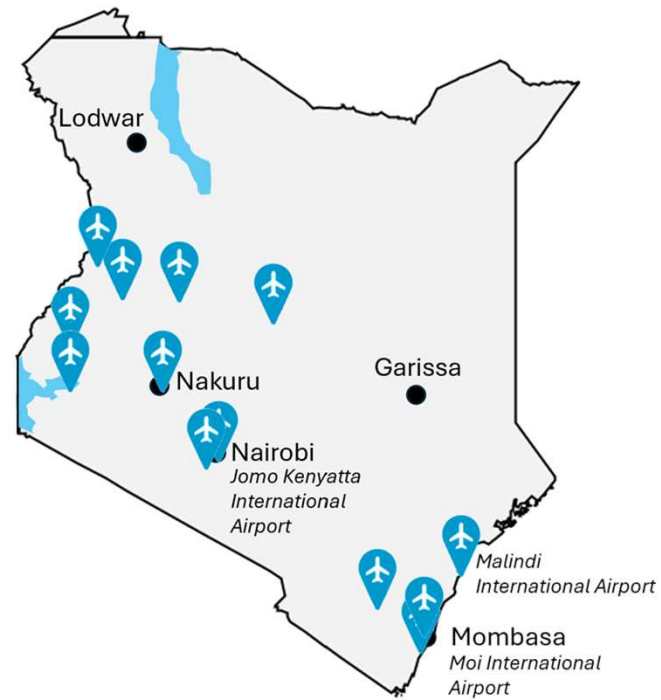 Lodwar
Nakuru
Garissa
Nairobi
Jomo Kenyatta
International
Airport
Malindi
International Airport
Mombasa
Moi International
Airport